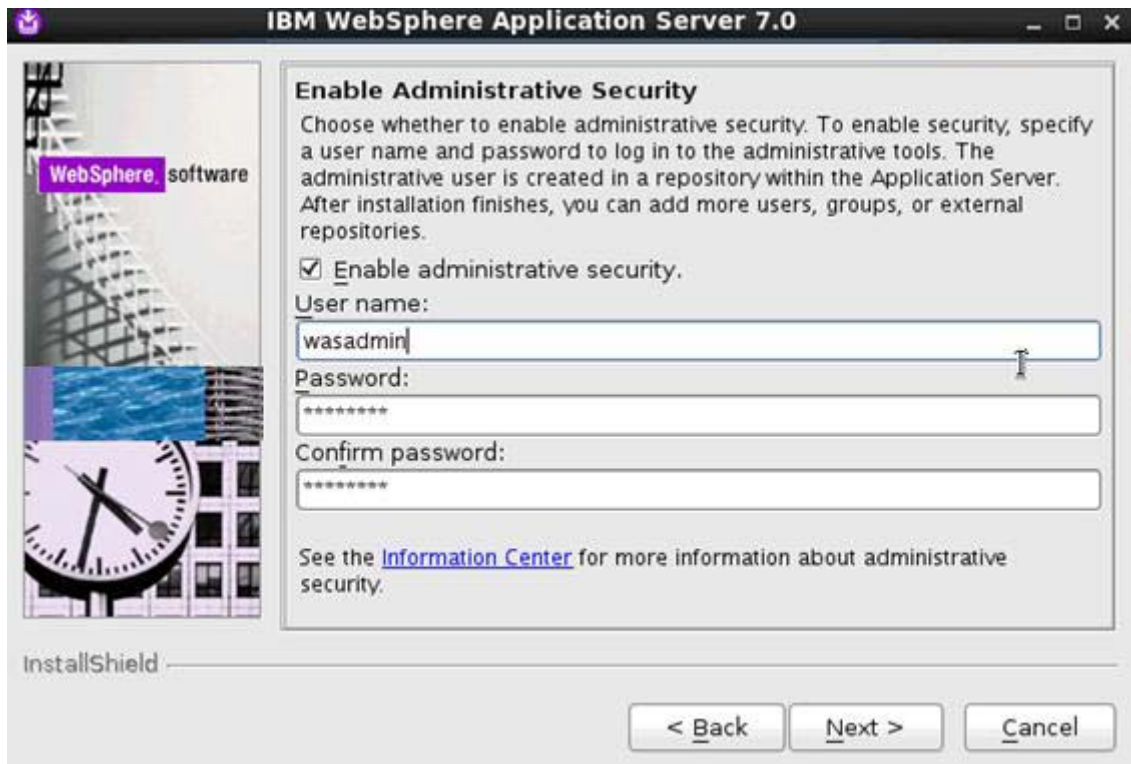 IBM WebSphere Application Server 7.0
WebSphere. software
Enable Administrative Security
Choose whether to enable administrative security. To enable security, specify
a user name and password to log in to the administrative tools. The
administrative user is created in a repository within the Application Server.
After installation finishes, you can add more users, groups, or external
repositories.
Enable administrative security.
User name:
wasadmin
Password:
********
Confirm password:
********
See the Information Center for more information about administrative
security.
InstallShield
< Back
Next >
Cancel